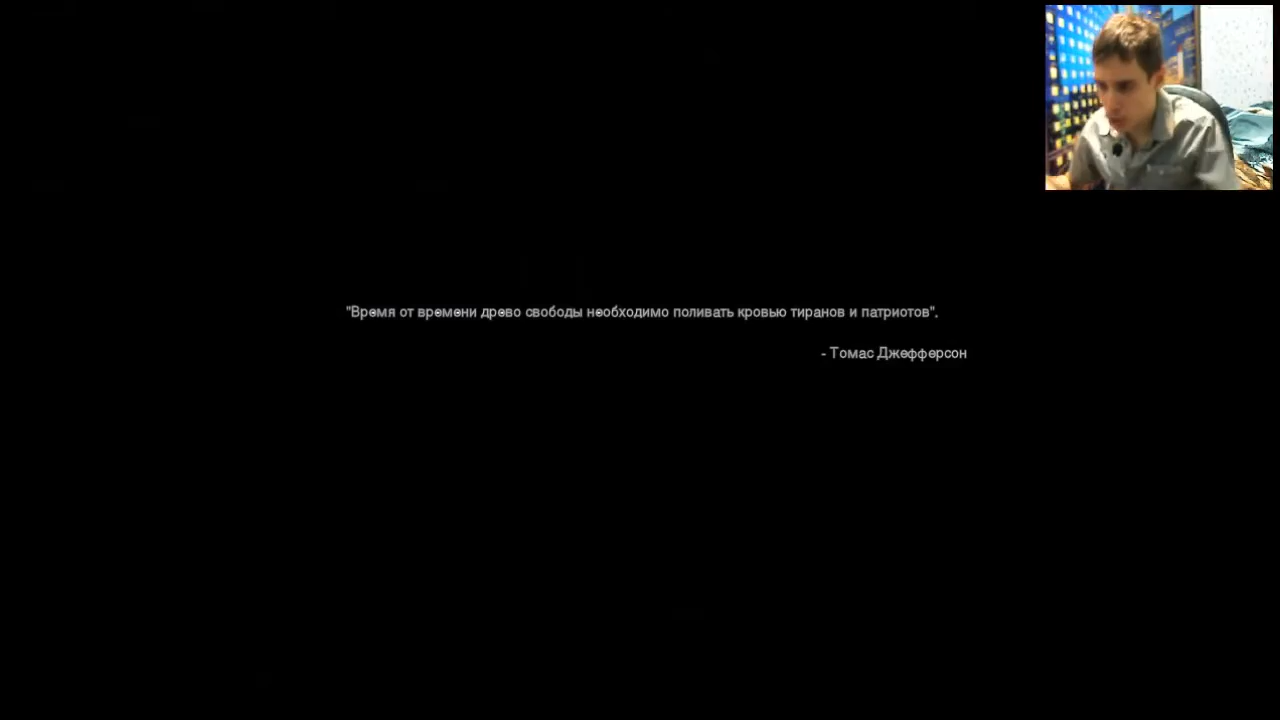 "Время от времени древо свободы необходимо поливать кровью тиранов и патриотов".
- Томас Джефферсон